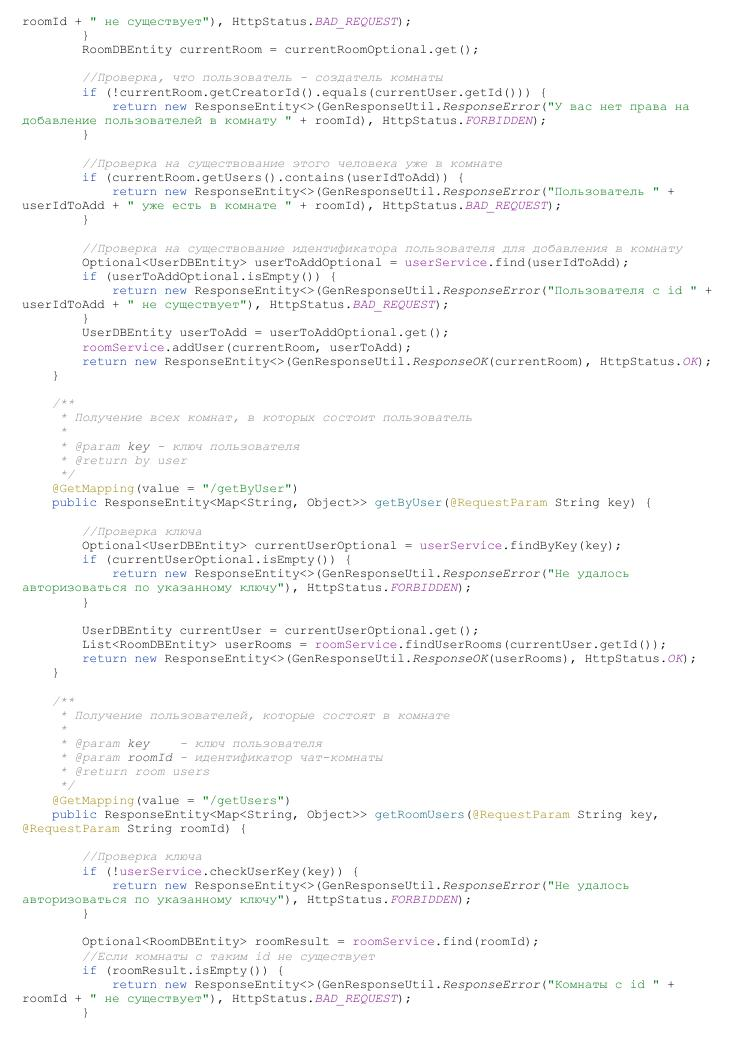 roomId + " не существует"), HttpStatus.BAD_REQUEST);
        }
        RoomDBEntity currentRoom = currentRoomOptional.get();

        //Проверка, что пользователь - создатель комнаты
        if (!currentRoom.getCreatorId().equals(currentUser.getId())) {
            return new ResponseEntity<>(GenResponseUtil.ResponseError("У вас нет права на
добавление пользователей в комнату " + roomId), HttpStatus.FORBIDDEN);
        }

        //Проверка на существование этого человека уже в комнате
        if (currentRoom.getUsers().contains(userIdToAdd)) {
            return new ResponseEntity<>(GenResponseUtil.ResponseError("Пользователь " +
userIdToAdd + " уже есть в комнате " + roomId), HttpStatus.BAD_REQUEST);
        }

        //Проверка на существование идентификатора пользователя для добавления в комнату
        Optional<UserDBEntity> userToAddOptional = userService.find(userIdToAdd);
        if (userToAddOptional.isEmpty()) {
            return new ResponseEntity<>(GenResponseUtil.ResponseError("Пользователя с id " +
userIdToAdd + " не существует"), HttpStatus.BAD_REQUEST);
        }
        UserDBEntity userToAdd = userToAddOptional.get();
        roomService.addUser(currentRoom, userToAdd);
        return new ResponseEntity<>(GenResponseUtil.ResponseOK(currentRoom), HttpStatus.OK);
    }

    /**
     * Получение всех комнат, в которых состоит пользователь
     *
     * @param key - ключ пользователя
     * @return by user
     */
    @GetMapping(value = "/getByUser")
    public ResponseEntity<Map<String, Object>> getByUser(@RequestParam String key) {

        //Проверка ключа
        Optional<UserDBEntity> currentUserOptional = userService.findByKey(key);
        if (currentUserOptional.isEmpty()) {
            return new ResponseEntity<>(GenResponseUtil.ResponseError("Не удалось
авторизоваться по указанному ключу"), HttpStatus.FORBIDDEN);
        }

        UserDBEntity currentUser = currentUserOptional.get();
        List<RoomDBEntity> userRooms = roomService.findUserRooms(currentUser.getId());
        return new ResponseEntity<>(GenResponseUtil.ResponseOK(userRooms), HttpStatus.OK);
    }

    /**
     * Получение пользователей, которые состоят в комнате
     *
     * @param key    - ключ пользователя
     * @param roomId - идентификатор чат-комнаты
     * @return room users
     */
    @GetMapping(value = "/getUsers")
    public ResponseEntity<Map<String, Object>> getRoomUsers(@RequestParam String key,
@RequestParam String roomId) {

        //Проверка ключа
        if (!userService.checkUserKey(key)) {
            return new ResponseEntity<>(GenResponseUtil.ResponseError("Не удалось
авторизоваться по указанному ключу"), HttpStatus.FORBIDDEN);
        }

        Optional<RoomDBEntity> roomResult = roomService.find(roomId);
        //Если комнаты с таким id не существует
        if (roomResult.isEmpty()) {
            return new ResponseEntity<>(GenResponseUtil.ResponseError("Комнаты с id " +
roomId + " не существует"), HttpStatus.BAD_REQUEST);
        }